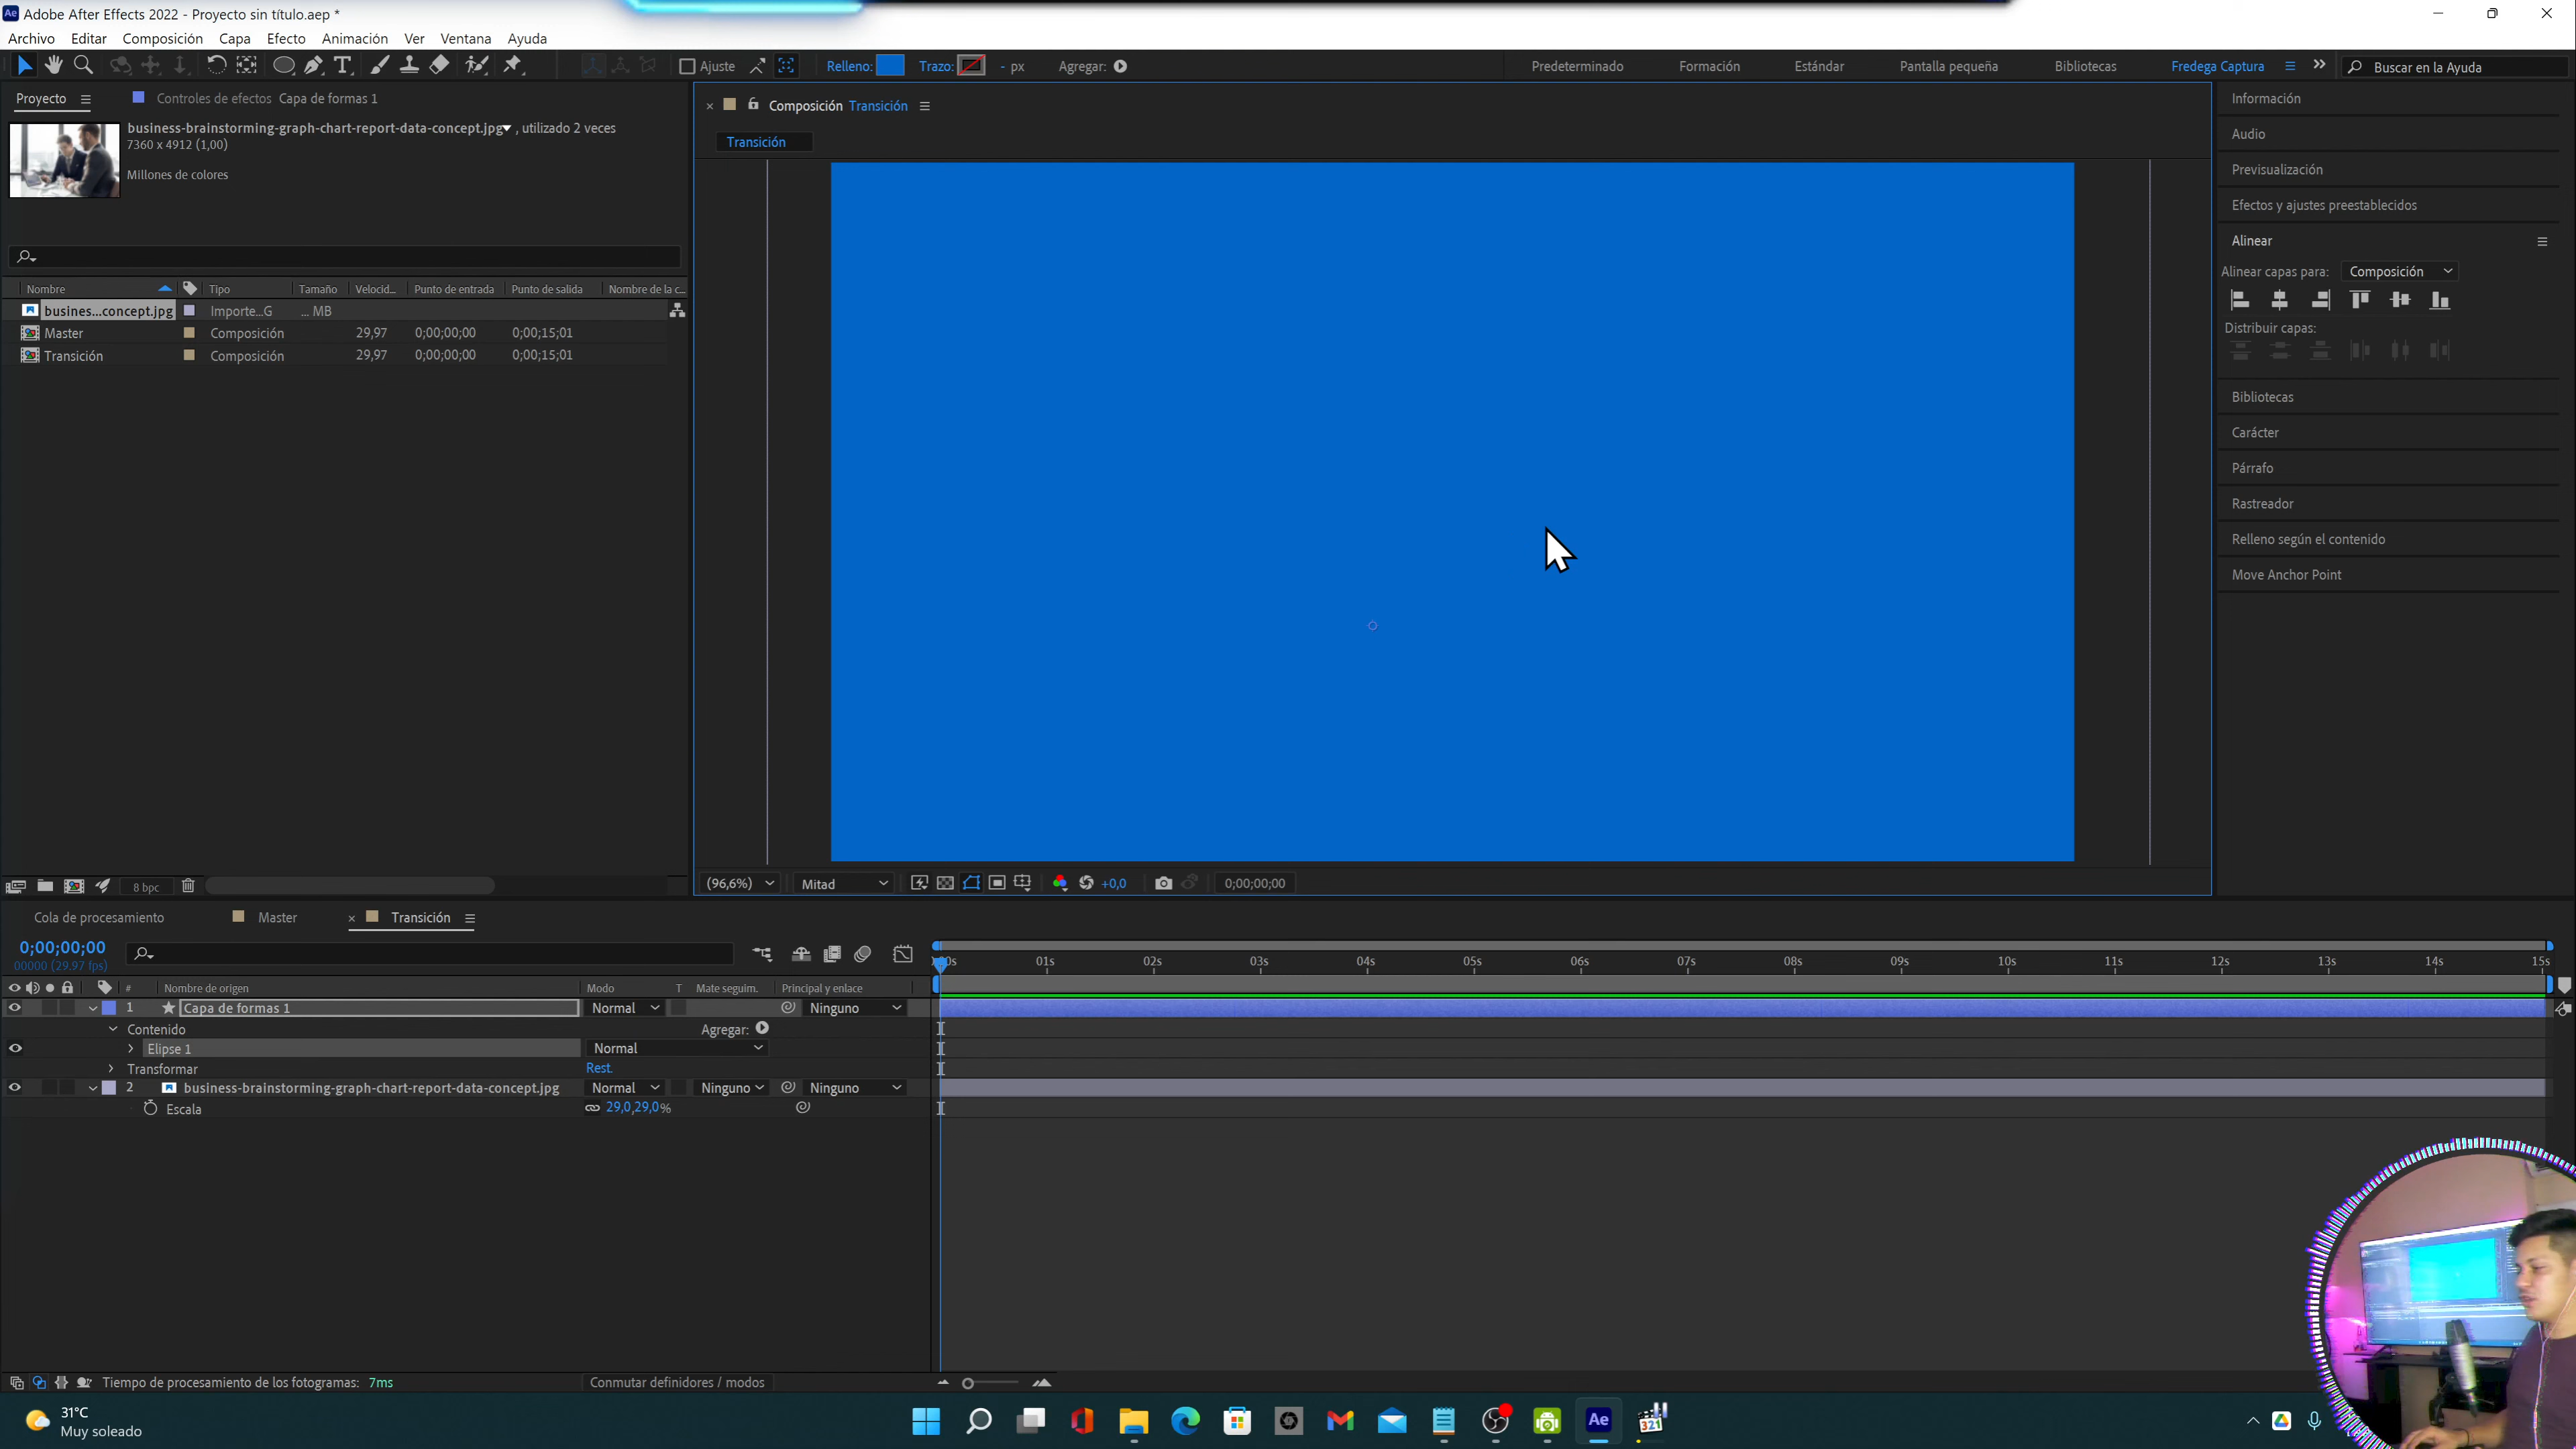 Adobe After Effects 2022 - Proyecto sin título.aep *
Archivo Editar Composición Capa Efecto Animación Ver Ventana Ayuda
Ajuste Relleno: Trazo: - px Agregar: Predeterminado Formación Estándar Pantalla pequeña Bibliotecas Fredega Captura Buscar en la Ayuda
Proyecto Controles de efectos Capa de formas 1
business-brainstorming-graph-chart-report-data-concept.jpg , utilizado 2 veces
7360 x 4912 (1,00)
Millones de colores
Nombre Tipo Tamaño Velocid... Punto de entrada Punto de salida Nombre de la c...
busines...concept.jpg Importe...G ... MB
Master Composición 29,97 0;00;00;00 0;00;15;01
Transición Composición 29,97 0;00;00;00 0;00;15;01
8 bpc
Composición Transición
Transición
(96,6%) Mitad +0,0 0;00;00;00
Información
Audio
Previsualización
Efectos y ajustes preestablecidos
Alinear
Alinear capas para: Composición
Distribuir capas:
Bibliotecas
Carácter
Párrafo
Rastreador
Relleno según el contenido
Move Anchor Point
Cola de procesamiento Master Transición
0;00;00;00
00000 (29.97 fps)
01s 02s 03s 04s 05s 06s 07s 08s 09s 10s 11s 12s 13s 14s 15s
# Nombre de origen Modo T Mate seguim. Principal y enlace
1 Capa de formas 1 Normal Ninguno
Contenido Agregar:
Elipse 1 Normal
Transformar Rest.
2 business-brainstorming-graph-chart-report-data-concept.jpg Normal Ninguno Ninguno
Escala 29,0,29,0%
Tiempo de procesamiento de los fotogramas: 7ms Conmutar definidores / modos
31°C
Muy soleado
Ae
321